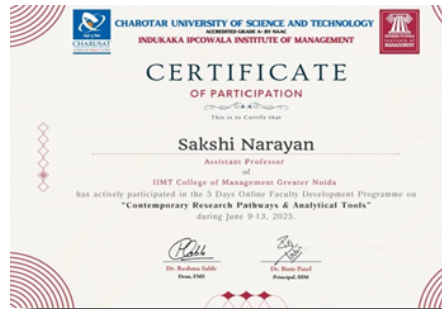 CHARUSAT
CHAROTAR UNIVERSITY OF SCIENCE AND TECHNOLOGY
ACCREDITED GRADE A+ BY NAAC
INDUKAKA IPCOWALA INSTITUTE OF MANAGEMENT
CERTIFICATE
OF PARTICIPATION
This is to Certify that
Sakshi Narayan
Assistant Professor
of
IIMT College of Management Greater Noida
has actively participated in the 5 Days Online Faculty Development Programme on
"Contemporary Research Pathways & Analytical Tools"
during June 9-13, 2025.
Dr. Reshma Sable
Dean, FMS
Dr. Binit Patel
Principal, IIIM